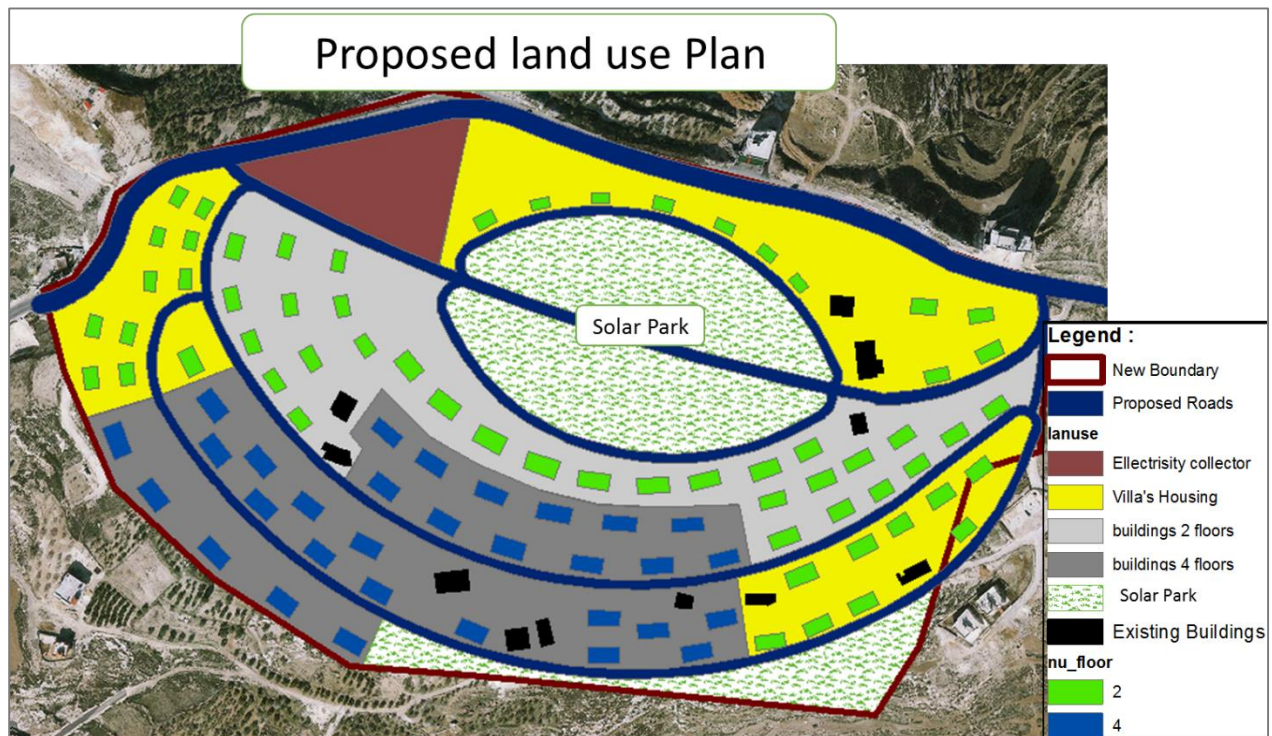 Proposed land use Plan
Solar Park
Legend :
New Boundary
Proposed Roads
lanuse
Ellectrisity collector
Villa's Housing
buildings 2 floors
buildings 4 floors
Solar Park
Existing Buildings
nu_floor
2
4